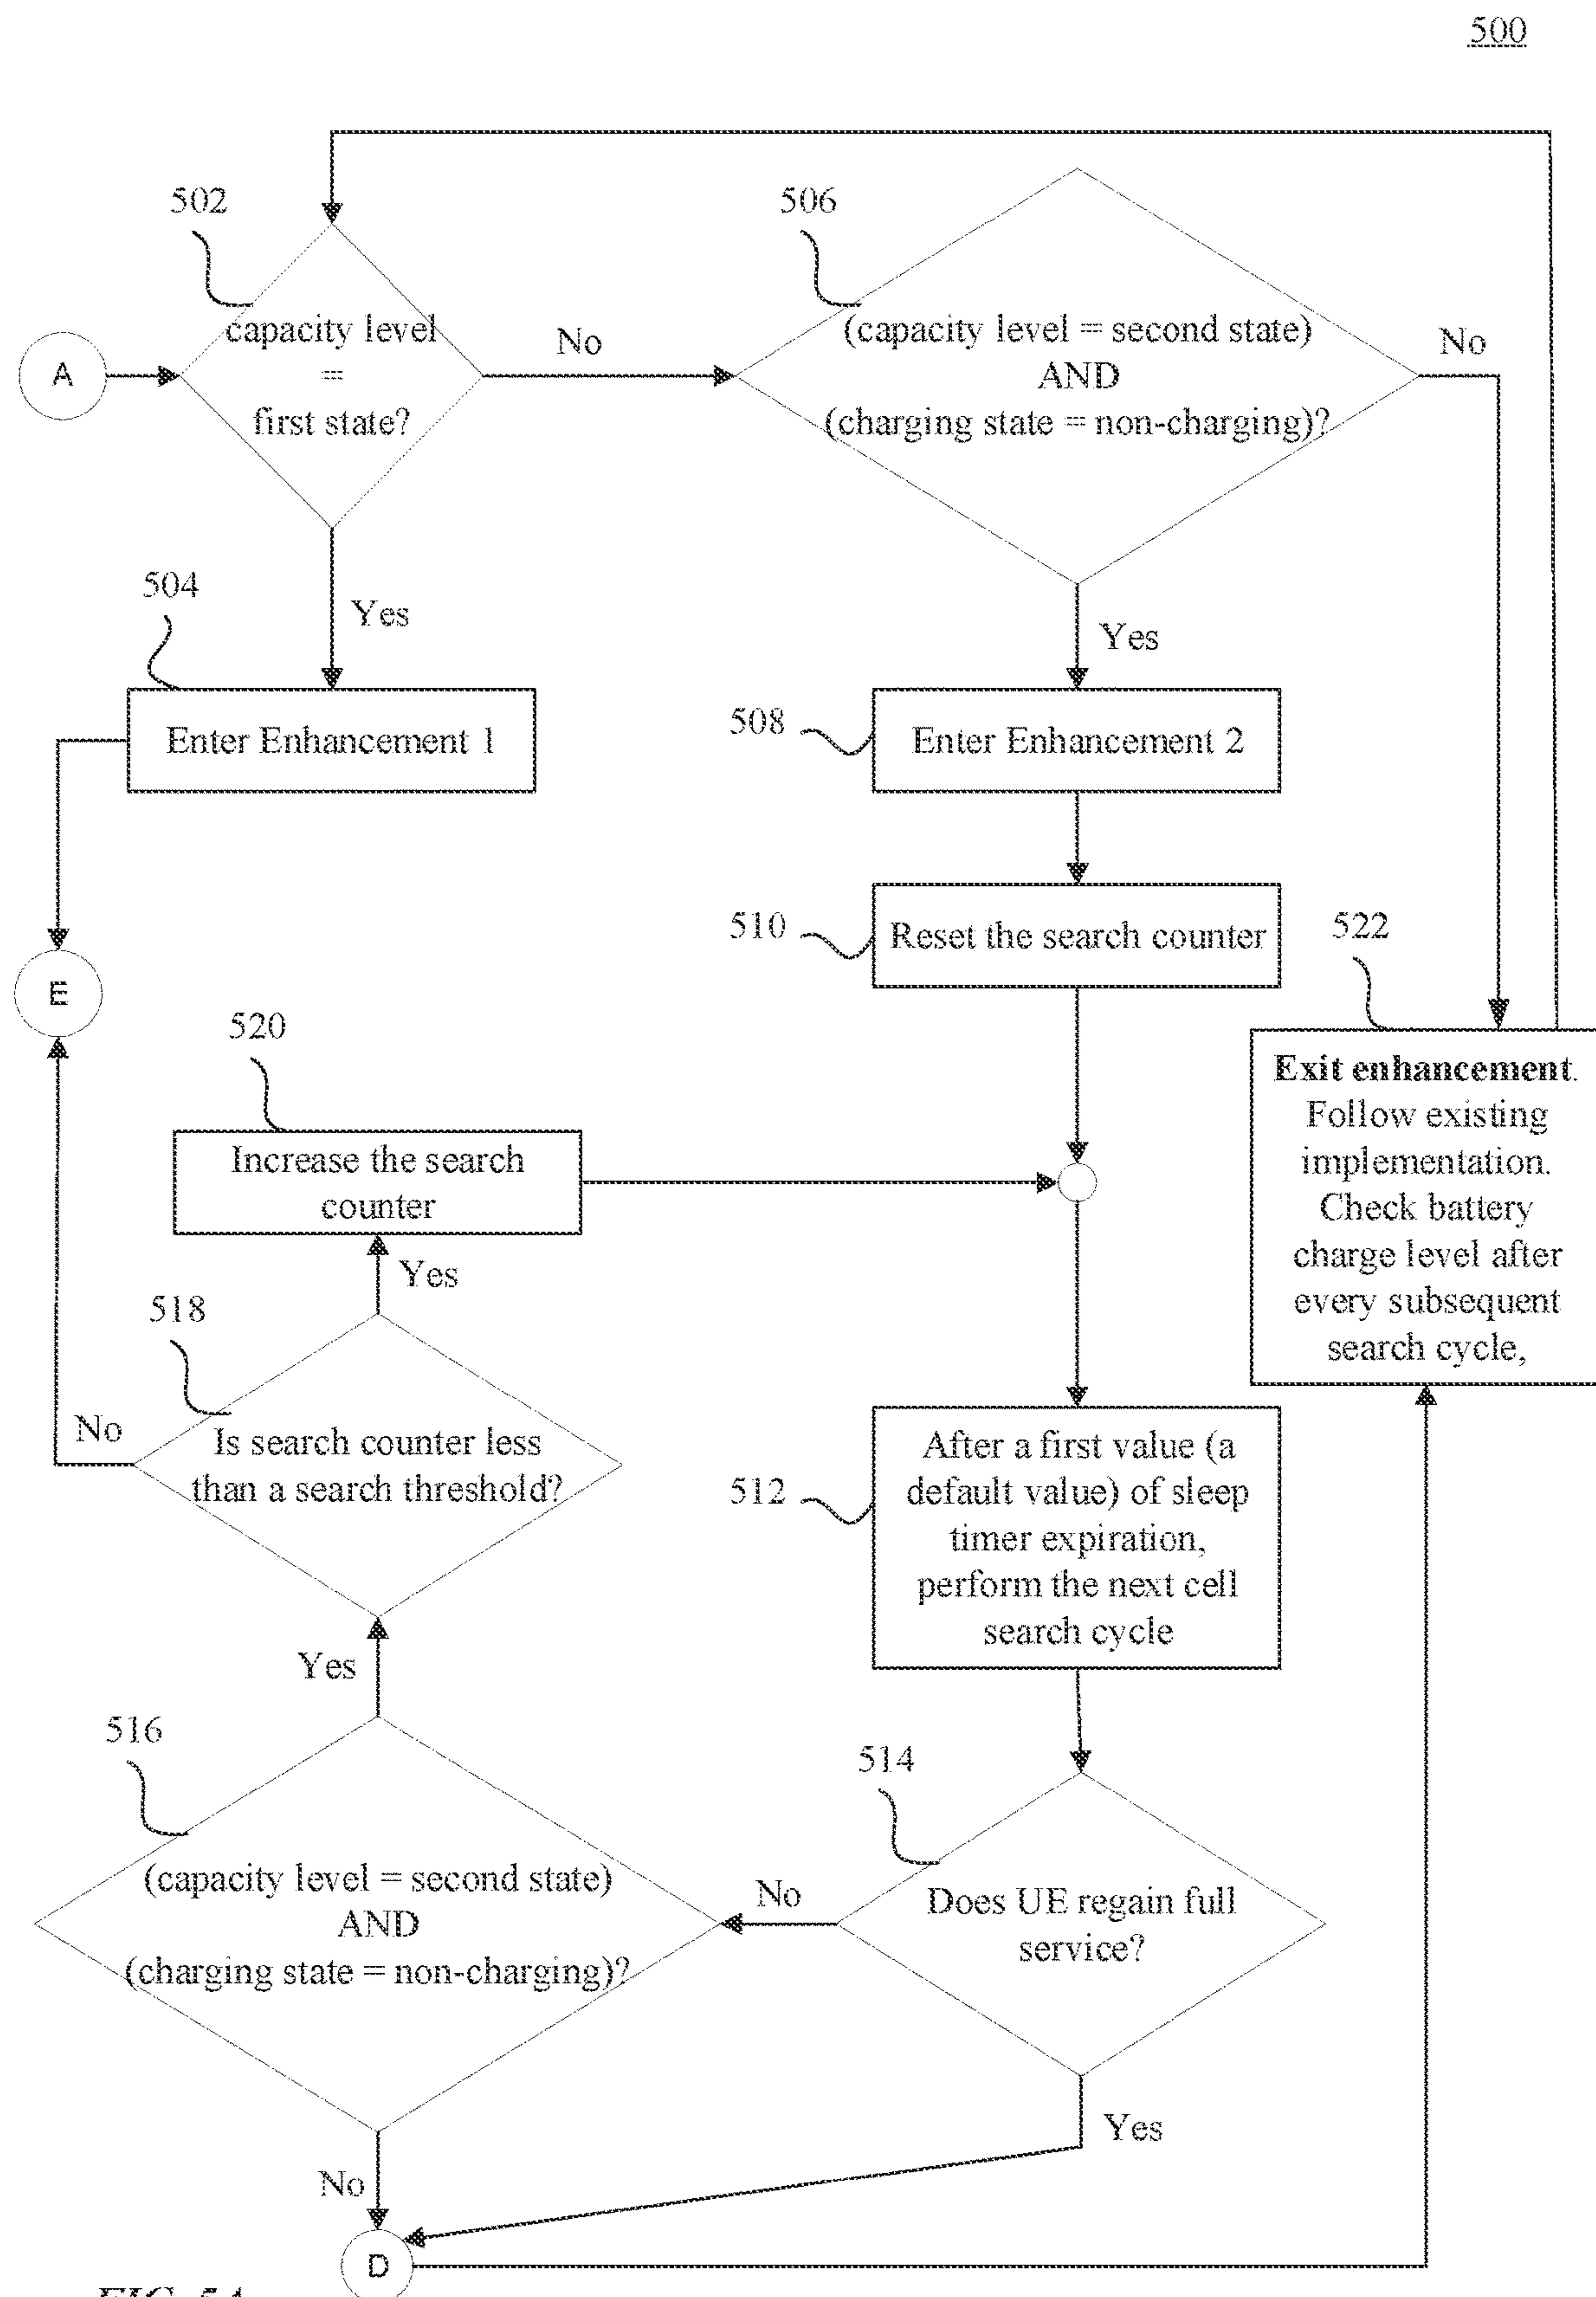 500
502
506
capacity level
=
first state?
No
(capacity level = second state)
AND
(charging state = non-charging)?
No
A
504
Yes
Yes
Enter Enhancement 1
508
Enter Enhancement 2
510
Reset the search counter
522
E
520
Exit enhancement.
Follow existing
implementation.
Check battery
charge level after
every subsequent
search cycle,
Increase the search
counter
Yes
518
No
Is search counter less
than a search threshold?
512
After a first value (a
default value) of sleep
timer expiration,
perform the next cell
search cycle
Yes
516
514
(capacity level = second state)
AND
(charging state = non-charging)?
No
Does UE regain full
service?
Yes
No
D
FIG. 5A